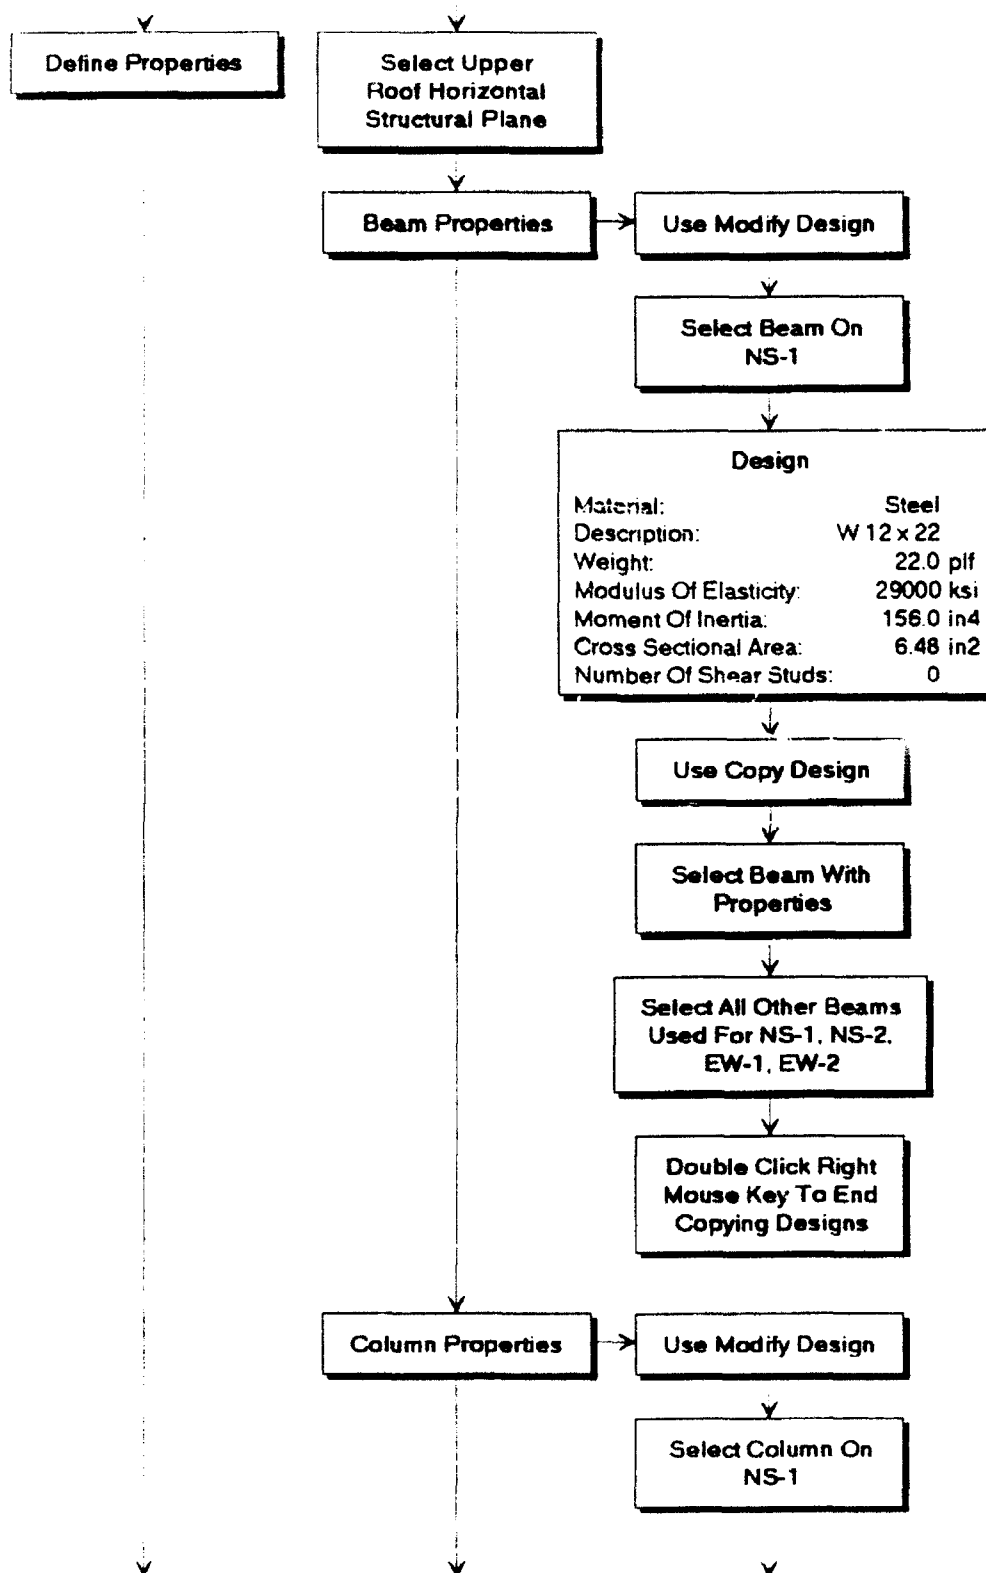 Define Properties
Select Upper
Roof Horizontal
Structural Plane
Beam Properties
Use Modify Design
Select Beam On
NS-1
Design
Material: Steel
Description: W 12 x 22
Weight: 22.0 plf
Modulus Of Elasticity: 29000 ksi
Moment Of Inertia: 156.0 in4
Cross Sectional Area: 6.48 in2
Number Of Shear Studs: 0
Use Copy Design
Select Beam With
Properties
Select All Other Beams
Used For NS-1, NS-2,
EW-1, EW-2
Double Click Right
Mouse Key To End
Copying Designs
Column Properties
Use Modify Design
Select Column On
NS-1